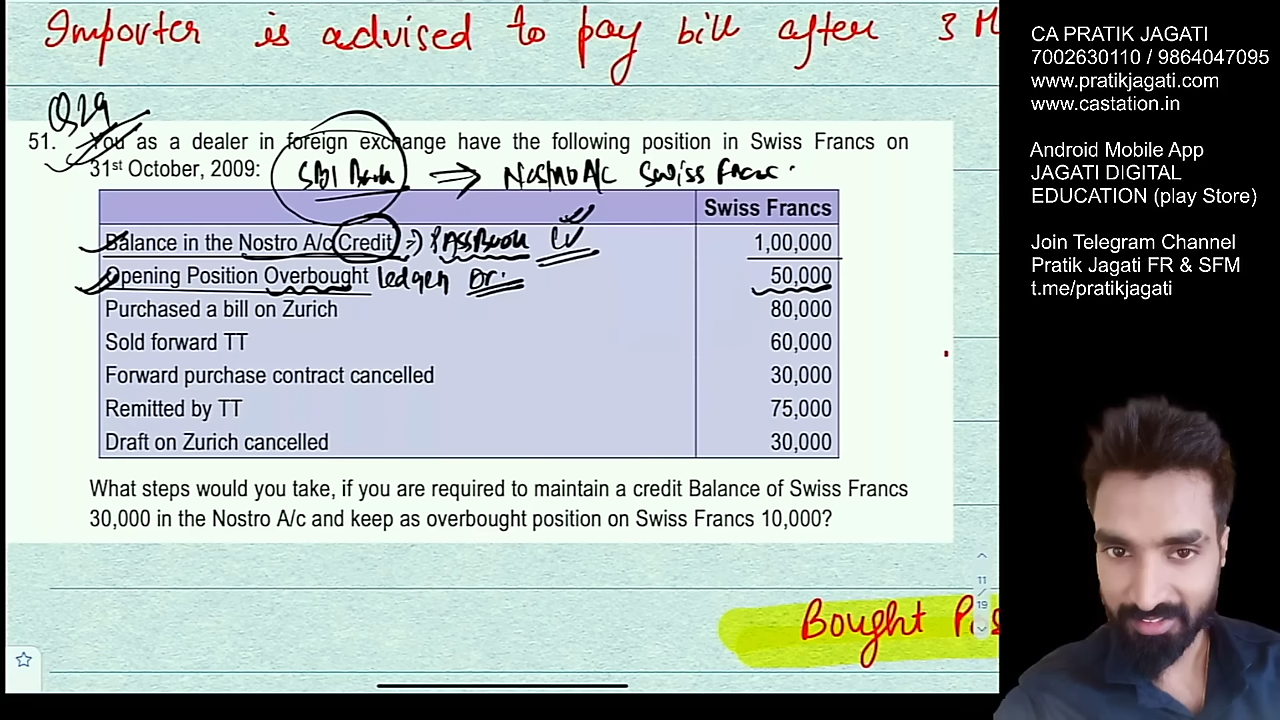 Importer is advised to pay bill after 3 M
Q29
51. You as a dealer in foreign exchange have the following position in Swiss Francs on
31st October, 2009: SBI Bank ⇒ Nostro A/c Swiss Franc.
Swiss Francs
Balance in the Nostro A/c Credit ⇒ PassBook 1,00,000
Opening Position Overbought ledger Dr. 50,000
Purchased a bill on Zurich 80,000
Sold forward TT 60,000
Forward purchase contract cancelled 30,000
Remitted by TT 75,000
Draft on Zurich cancelled 30,000
What steps would you take, if you are required to maintain a credit Balance of Swiss Francs
30,000 in the Nostro A/c and keep as overbought position on Swiss Francs 10,000?
Bought
11
/
19
CA PRATIK JAGATI
7002630110 / 9864047095
www.pratikjagati.com
www.castation.in
Android Mobile App
JAGATI DIGITAL
EDUCATION (play Store)
Join Telegram Channel
Pratik Jagati FR & SFM
t.me/pratikjagati